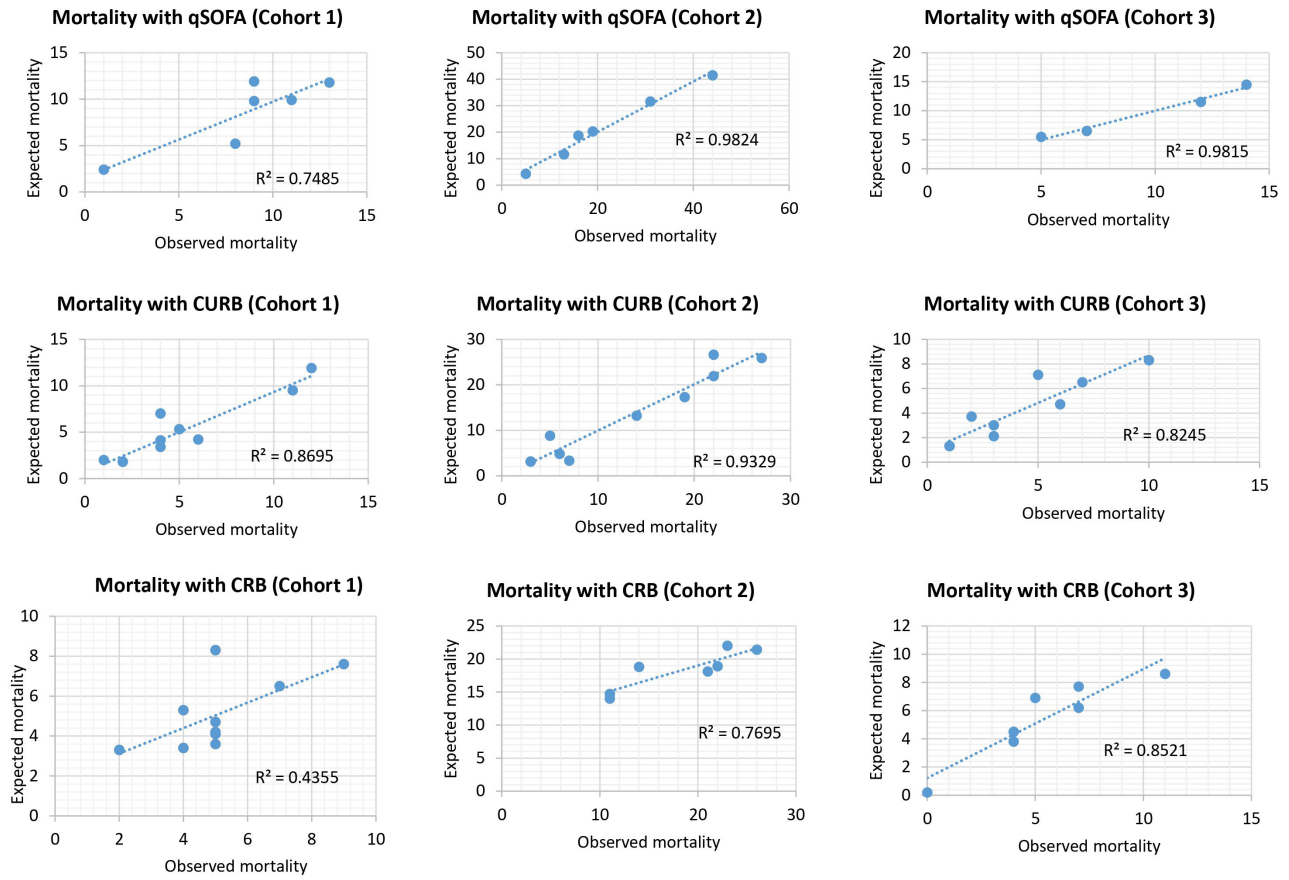 Mortality with qSOFA (Cohort 1)
15
10
5
0
Expected mortality
R² = 0.7485
0 5 10 15
Observed mortality
Mortality with qSOFA (Cohort 2)
50
40
30
20
10
0
Expected mortality
R² = 0.9824
0 20 40 60
Observed mortality
Mortality with qSOFA (Cohort 3)
20
15
10
5
0
Expected mortality
R² = 0.9815
0 5 10 15
Observed mortality
Mortality with CURB (Cohort 1)
15
10
5
0
Expected mortality
R² = 0.8695
0 5 10 15
Observed mortality
Mortality with CURB (Cohort 2)
30
20
10
0
Expected mortality
R² = 0.9329
0 10 20 30
Observed mortality
Mortality with CURB (Cohort 3)
10
8
6
4
2
0
Expected mortality
R² = 0.8245
0 5 10 15
Observed mortality
Mortality with CRB (Cohort 1)
10
8
6
4
2
0
Expected mortality
R² = 0.4355
0 2 4 6 8 10
Observed mortality
Mortality with CRB (Cohort 2)
25
20
15
10
5
0
Expected mortality
R² = 0.7695
0 10 20 30
Observed mortality
Mortality with CRB (Cohort 3)
12
10
8
6
4
2
0
Expected mortality
R² = 0.8521
0 5 10 15
Observed mortality